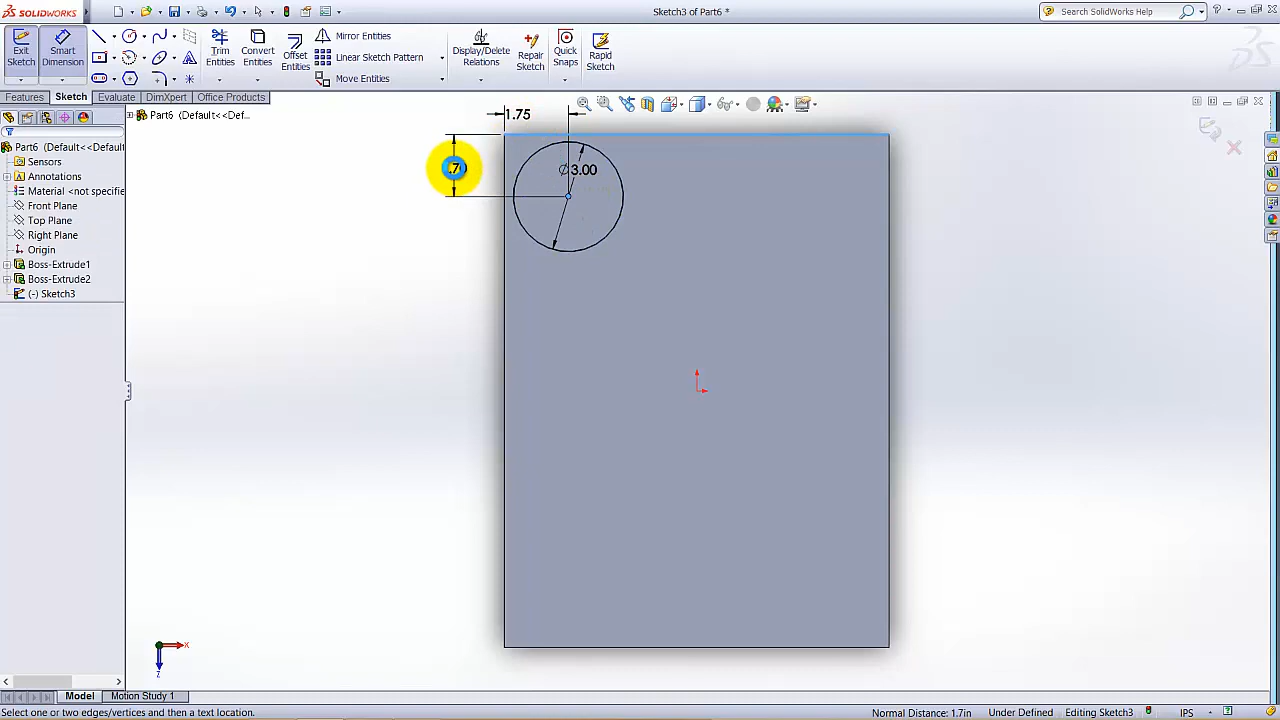 SOLIDWORKS
Sketch3 of Part6 *
Search SolidWorks Help
Exit Sketch
Smart Dimension
Trim Entities
Convert Entities
Offset Entities
Mirror Entities
Linear Sketch Pattern
Move Entities
Display/Delete Relations
Repair Sketch
Quick Snaps
Rapid Sketch
Features
Sketch
Evaluate
DimXpert
Office Products
Part6 (Default<<Def...
Part6 (Default<<Default
Sensors
Annotations
Material <not specifie
Front Plane
Top Plane
Right Plane
Origin
Boss-Extrude1
Boss-Extrude2
(-) Sketch3
1.75
∅3.00
X
Z
Model
Motion Study 1
Select one or two edges/vertices and then a text location.
Normal Distance: 1.7in
Under Defined
Editing Sketch3
IPS